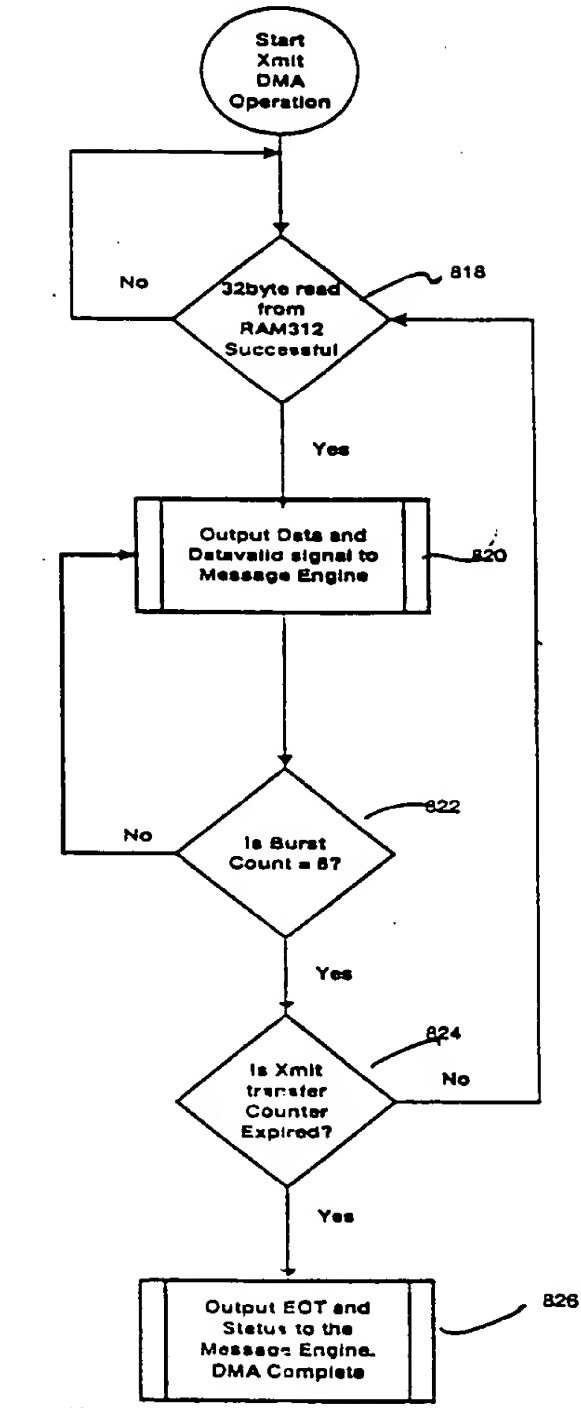 Start
Xmit
DMA
Operation
No
818
32byte read
from
RAM312
Successful
Yes
Output Data and
Datavalid signal to
Message Engine
820
822
No
Is Burst
Count =
Yes
824
Is Xmit
transfer
Counter
Expired?
No
Yes
Output EOT and
Status to the
Message Engine.
DMA Complete
826